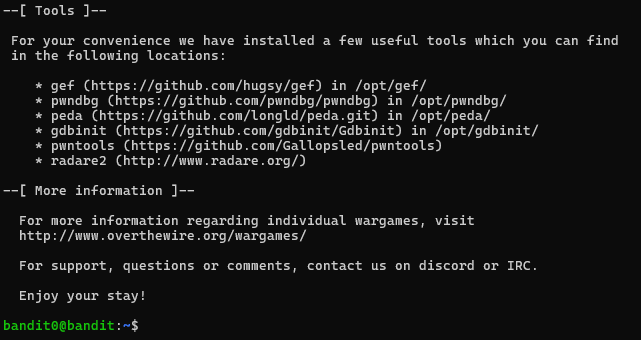 --[ Tools ]--
For your convenience we have installed a few useful tools which you can find
in the following locations:
* gef (https://github.com/hugsy/gef) in /opt/gef/
* pwndbg (https://github.com/pwndbg/pwndbg) in /opt/pwndbg/
* peda (https://github.com/longld/peda.git) in /opt/peda/
* gdbinit (https://github.com/gdbinit/Gdbinit) in /opt/gdbinit/
* pwntools (https://github.com/Gallopsled/pwntools)
* radare2 (http://www.radare.org/)
--[ More information ]--
For more information regarding individual wargames, visit
http://www.overthewire.org/wargames/
For support, questions or comments, contact us on discord or IRC.
Enjoy your stay!
bandit0@bandit:~$